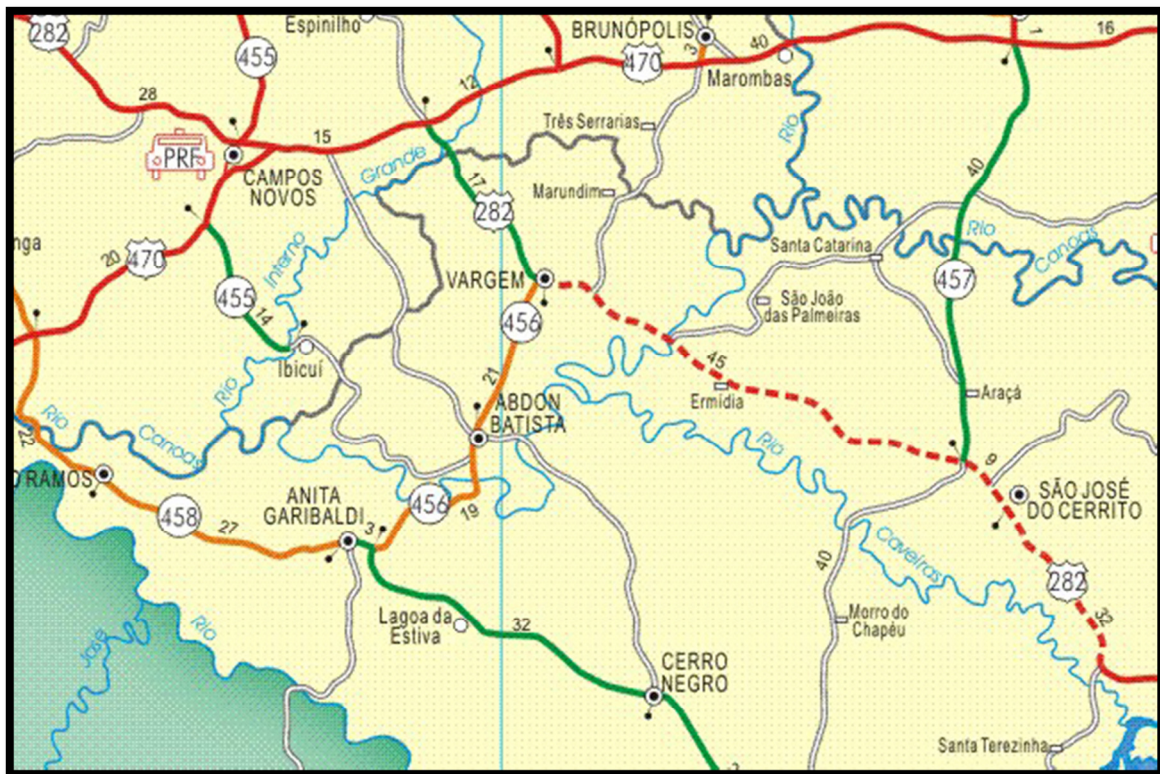 Espinilho
282
455
BRUNÓPOLIS
3
40
470
Marombas
1
16
12
28
15
PRF
Três Serrarias
Rio
CAMPOS
NOVOS
Grande
17
282
Marundim
40
nga
470
20
Interno
VARGEM
Santa Catarina
Rio
Canoas
457
455
14
456
São João
das Palmeiras
Ibicuí
Rio
21
45
Ermídia
Araçá
ABDON
BATISTA
Rio
Canoas
Rio
O RAMOS
9
SÃO JOSÉ
DO CERRITO
458
27
ANITA
GARIBALDI
3
456
19
Caveiras
40
282
32
Lagoa da
Estiva
32
Morro do
Chapéu
José
Rio
CERRO
NEGRO
Santa Terezinha